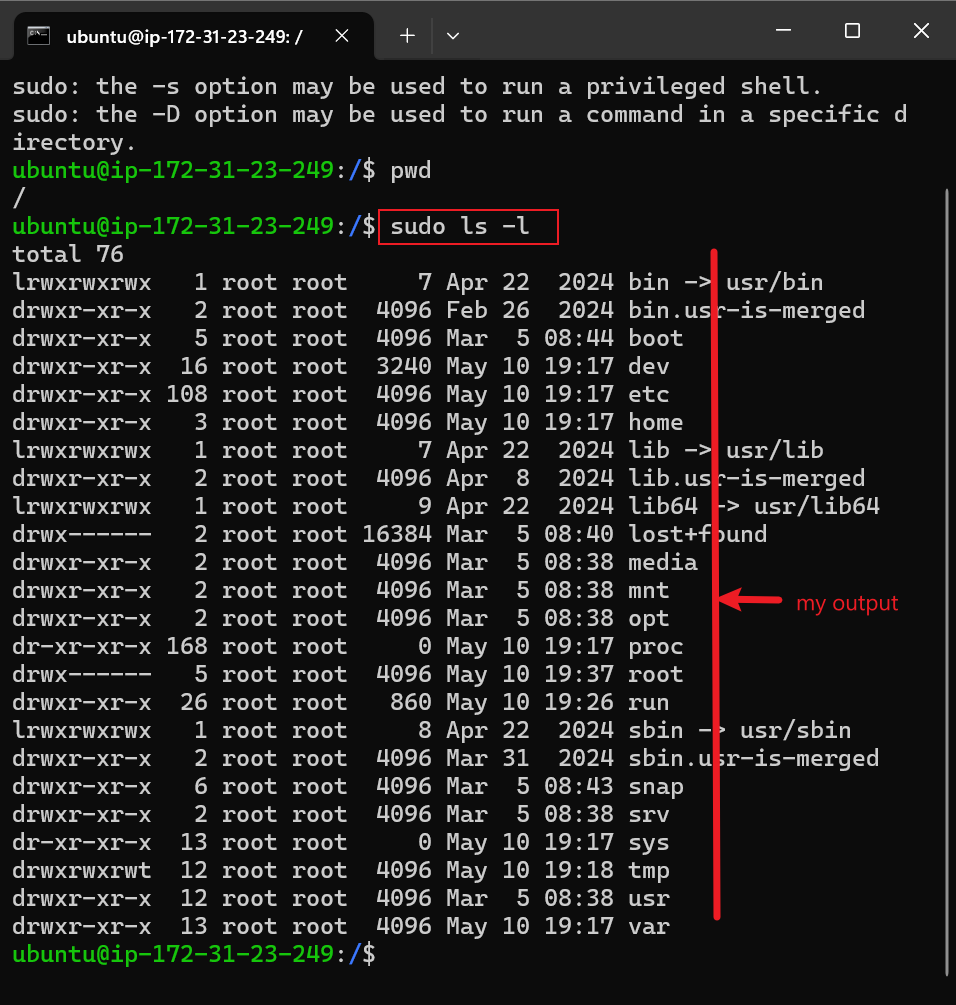 ubuntu@ip-172-31-23-249: /
sudo: the -s option may be used to run a privileged shell.
sudo: the -D option may be used to run a command in a specific d
irectory.
ubuntu@ip-172-31-23-249:/$ pwd
/
ubuntu@ip-172-31-23-249:/$ sudo ls -l
total 76
lrwxrwxrwx   1 root root     7 Apr 22  2024 bin -> usr/bin
drwxr-xr-x   2 root root  4096 Feb 26  2024 bin.usr-is-merged
drwxr-xr-x   5 root root  4096 Mar  5 08:44 boot
drwxr-xr-x  16 root root  3240 May 10 19:17 dev
drwxr-xr-x 108 root root  4096 May 10 19:17 etc
drwxr-xr-x   3 root root  4096 May 10 19:17 home
lrwxrwxrwx   1 root root     7 Apr 22  2024 lib -> usr/lib
drwxr-xr-x   2 root root  4096 Apr  8  2024 lib.usr-is-merged
lrwxrwxrwx   1 root root     9 Apr 22  2024 lib64 -> usr/lib64
drwx------   2 root root 16384 Mar  5 08:40 lost+found
drwxr-xr-x   2 root root  4096 Mar  5 08:38 media
drwxr-xr-x   2 root root  4096 Mar  5 08:38 mnt
my output
drwxr-xr-x   2 root root  4096 Mar  5 08:38 opt
dr-xr-xr-x 168 root root     0 May 10 19:17 proc
drwx------   5 root root  4096 May 10 19:37 root
drwxr-xr-x  26 root root   860 May 10 19:26 run
lrwxrwxrwx   1 root root     8 Apr 22  2024 sbin -> usr/sbin
drwxr-xr-x   2 root root  4096 Mar 31  2024 sbin.usr-is-merged
drwxr-xr-x   6 root root  4096 Mar  5 08:43 snap
drwxr-xr-x   2 root root  4096 Mar  5 08:38 srv
dr-xr-xr-x  13 root root     0 May 10 19:17 sys
drwxrwxrwt  12 root root  4096 May 10 19:18 tmp
drwxr-xr-x  12 root root  4096 Mar  5 08:38 usr
drwxr-xr-x  13 root root  4096 May 10 19:17 var
ubuntu@ip-172-31-23-249:/$